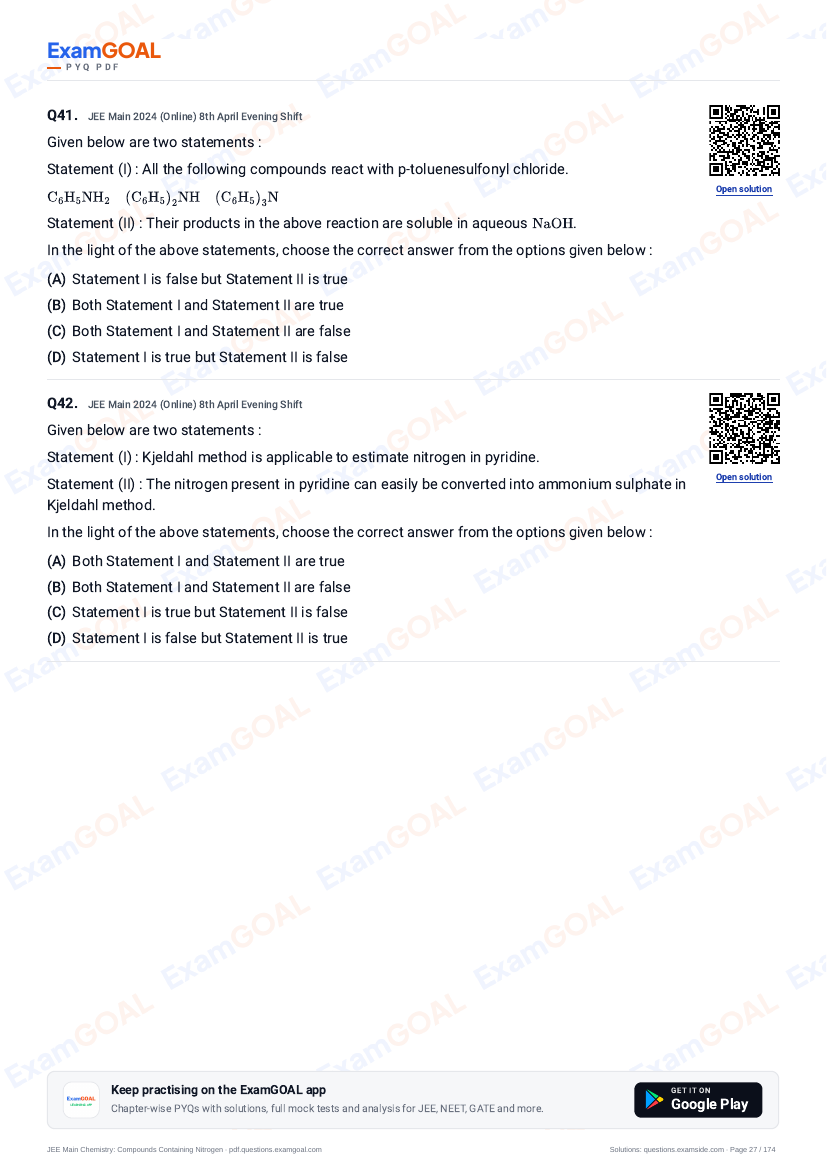 ExamGOAL
PYQ PDF
Q41. JEE Main 2024 (Online) 8th April Evening Shift
Given below are two statements :
Statement (I) : All the following compounds react with p-toluenesulfonyl chloride.
C₆H₅NH₂ (C₆H₅)₂NH (C₆H₅)₃N
Open solution
Statement (II) : Their products in the above reaction are soluble in aqueous NaOH.
In the light of the above statements, choose the correct answer from the options given below :
(A) Statement I is false but Statement II is true
(B) Both Statement I and Statement II are true
(C) Both Statement I and Statement II are false
(D) Statement I is true but Statement II is false
Q42. JEE Main 2024 (Online) 8th April Evening Shift
Given below are two statements :
Statement (I) : Kjeldahl method is applicable to estimate nitrogen in pyridine.
Open solution
Statement (II) : The nitrogen present in pyridine can easily be converted into ammonium sulphate in
Kjeldahl method.
In the light of the above statements, choose the correct answer from the options given below :
(A) Both Statement I and Statement II are true
(B) Both Statement I and Statement II are false
(C) Statement I is true but Statement II is false
(D) Statement I is false but Statement II is true
Keep practising on the ExamGOAL app
Chapter-wise PYQs with solutions, full mock tests and analysis for JEE, NEET, GATE and more.
GET IT ON
Google Play
JEE Main Chemistry: Compounds Containing Nitrogen · pdf.questions.examgoal.com
Solutions: questions.examside.com · Page 27 / 174